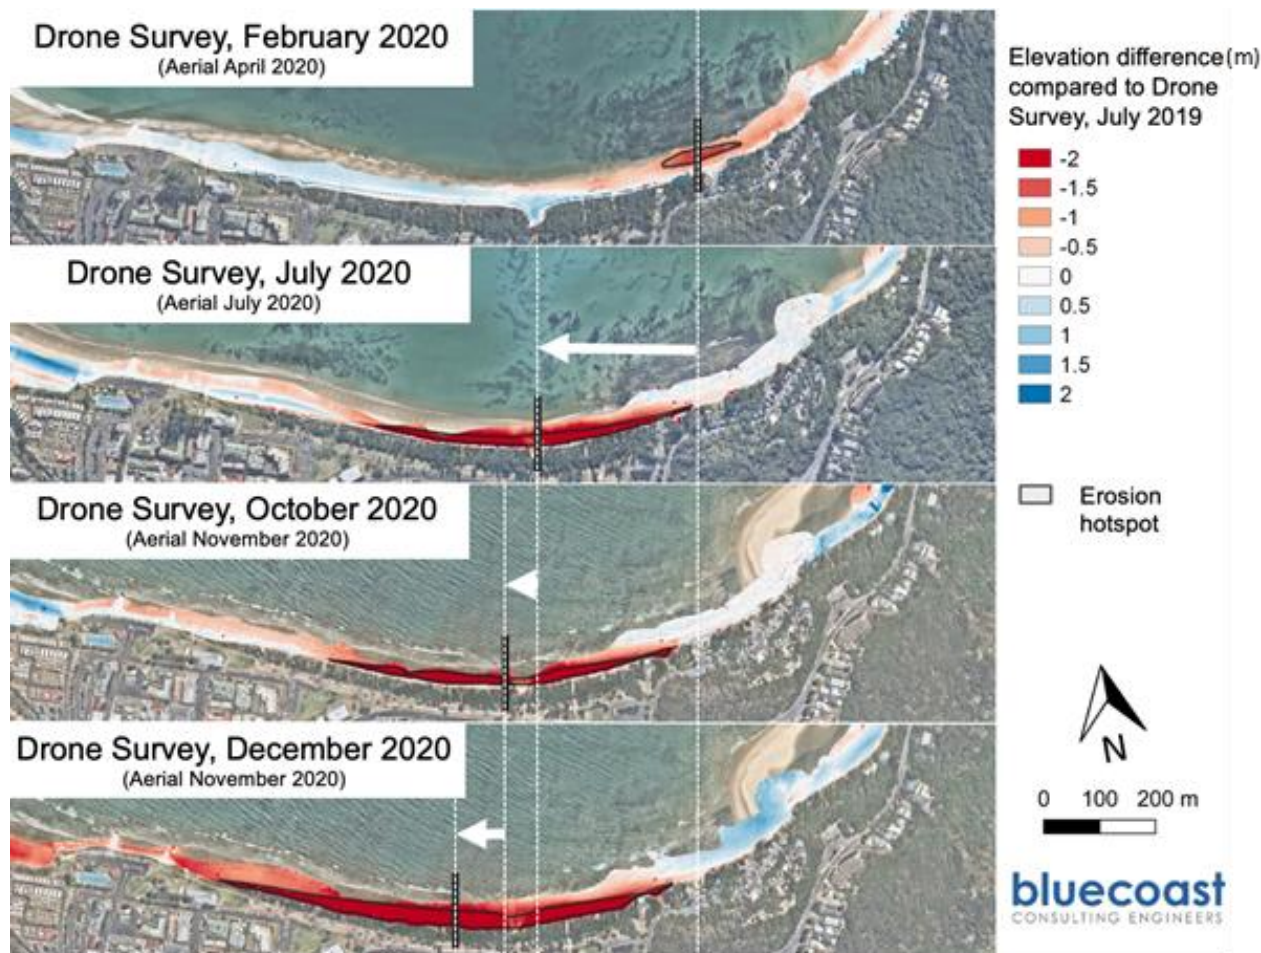 Drone Survey, February 2020
(Aerial April 2020)
Drone Survey, July 2020
(Aerial July 2020)
Drone Survey, October 2020
(Aerial November 2020)
Drone Survey, December 2020
(Aerial November 2020)
Elevation difference(m)
compared to Drone
Survey, July 2019
-2
-1.5
-1
-0.5
0
0.5
1
1.5
2
Erosion
hotspot
N
0 100 200 m
bluecoast
CONSULTING ENGINEERS